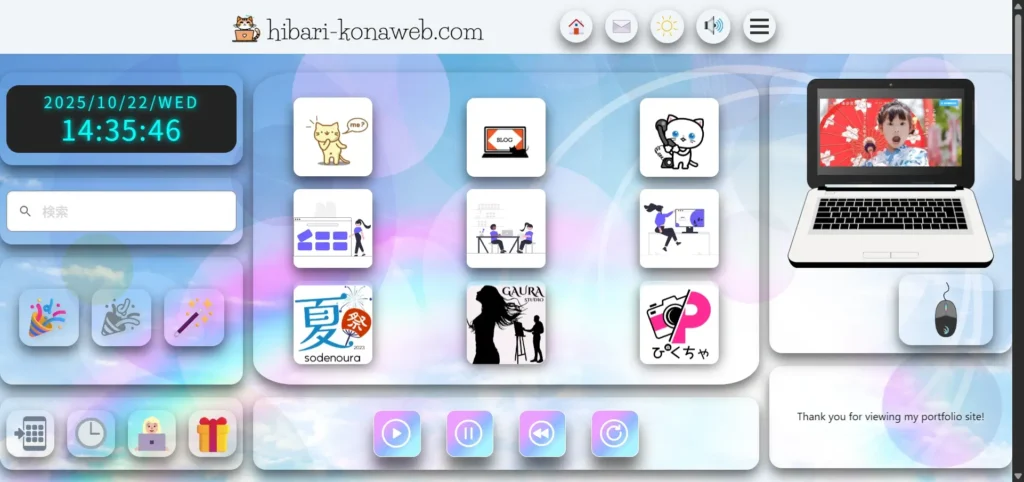 hibari-konaweb.com
2025/10/22/WED
14:35:46
検索
me?
BLOG
夏
祭
2023
sodenoura
GAURA
STUDIO
P
ぴくちゃ
Thank you for viewing my portfolio site!